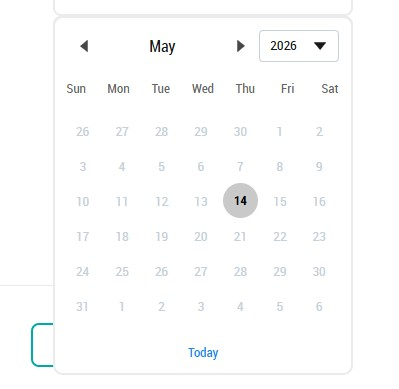 May 2026
Sun Mon Tue Wed Thu Fri Sat
26 27 28 29 30 1 2
3 4 5 6 7 8 9
10 11 12 13 14 15 16
17 18 19 20 21 22 23
24 25 26 27 28 29 30
31 1 2 3 4 5 6
Today